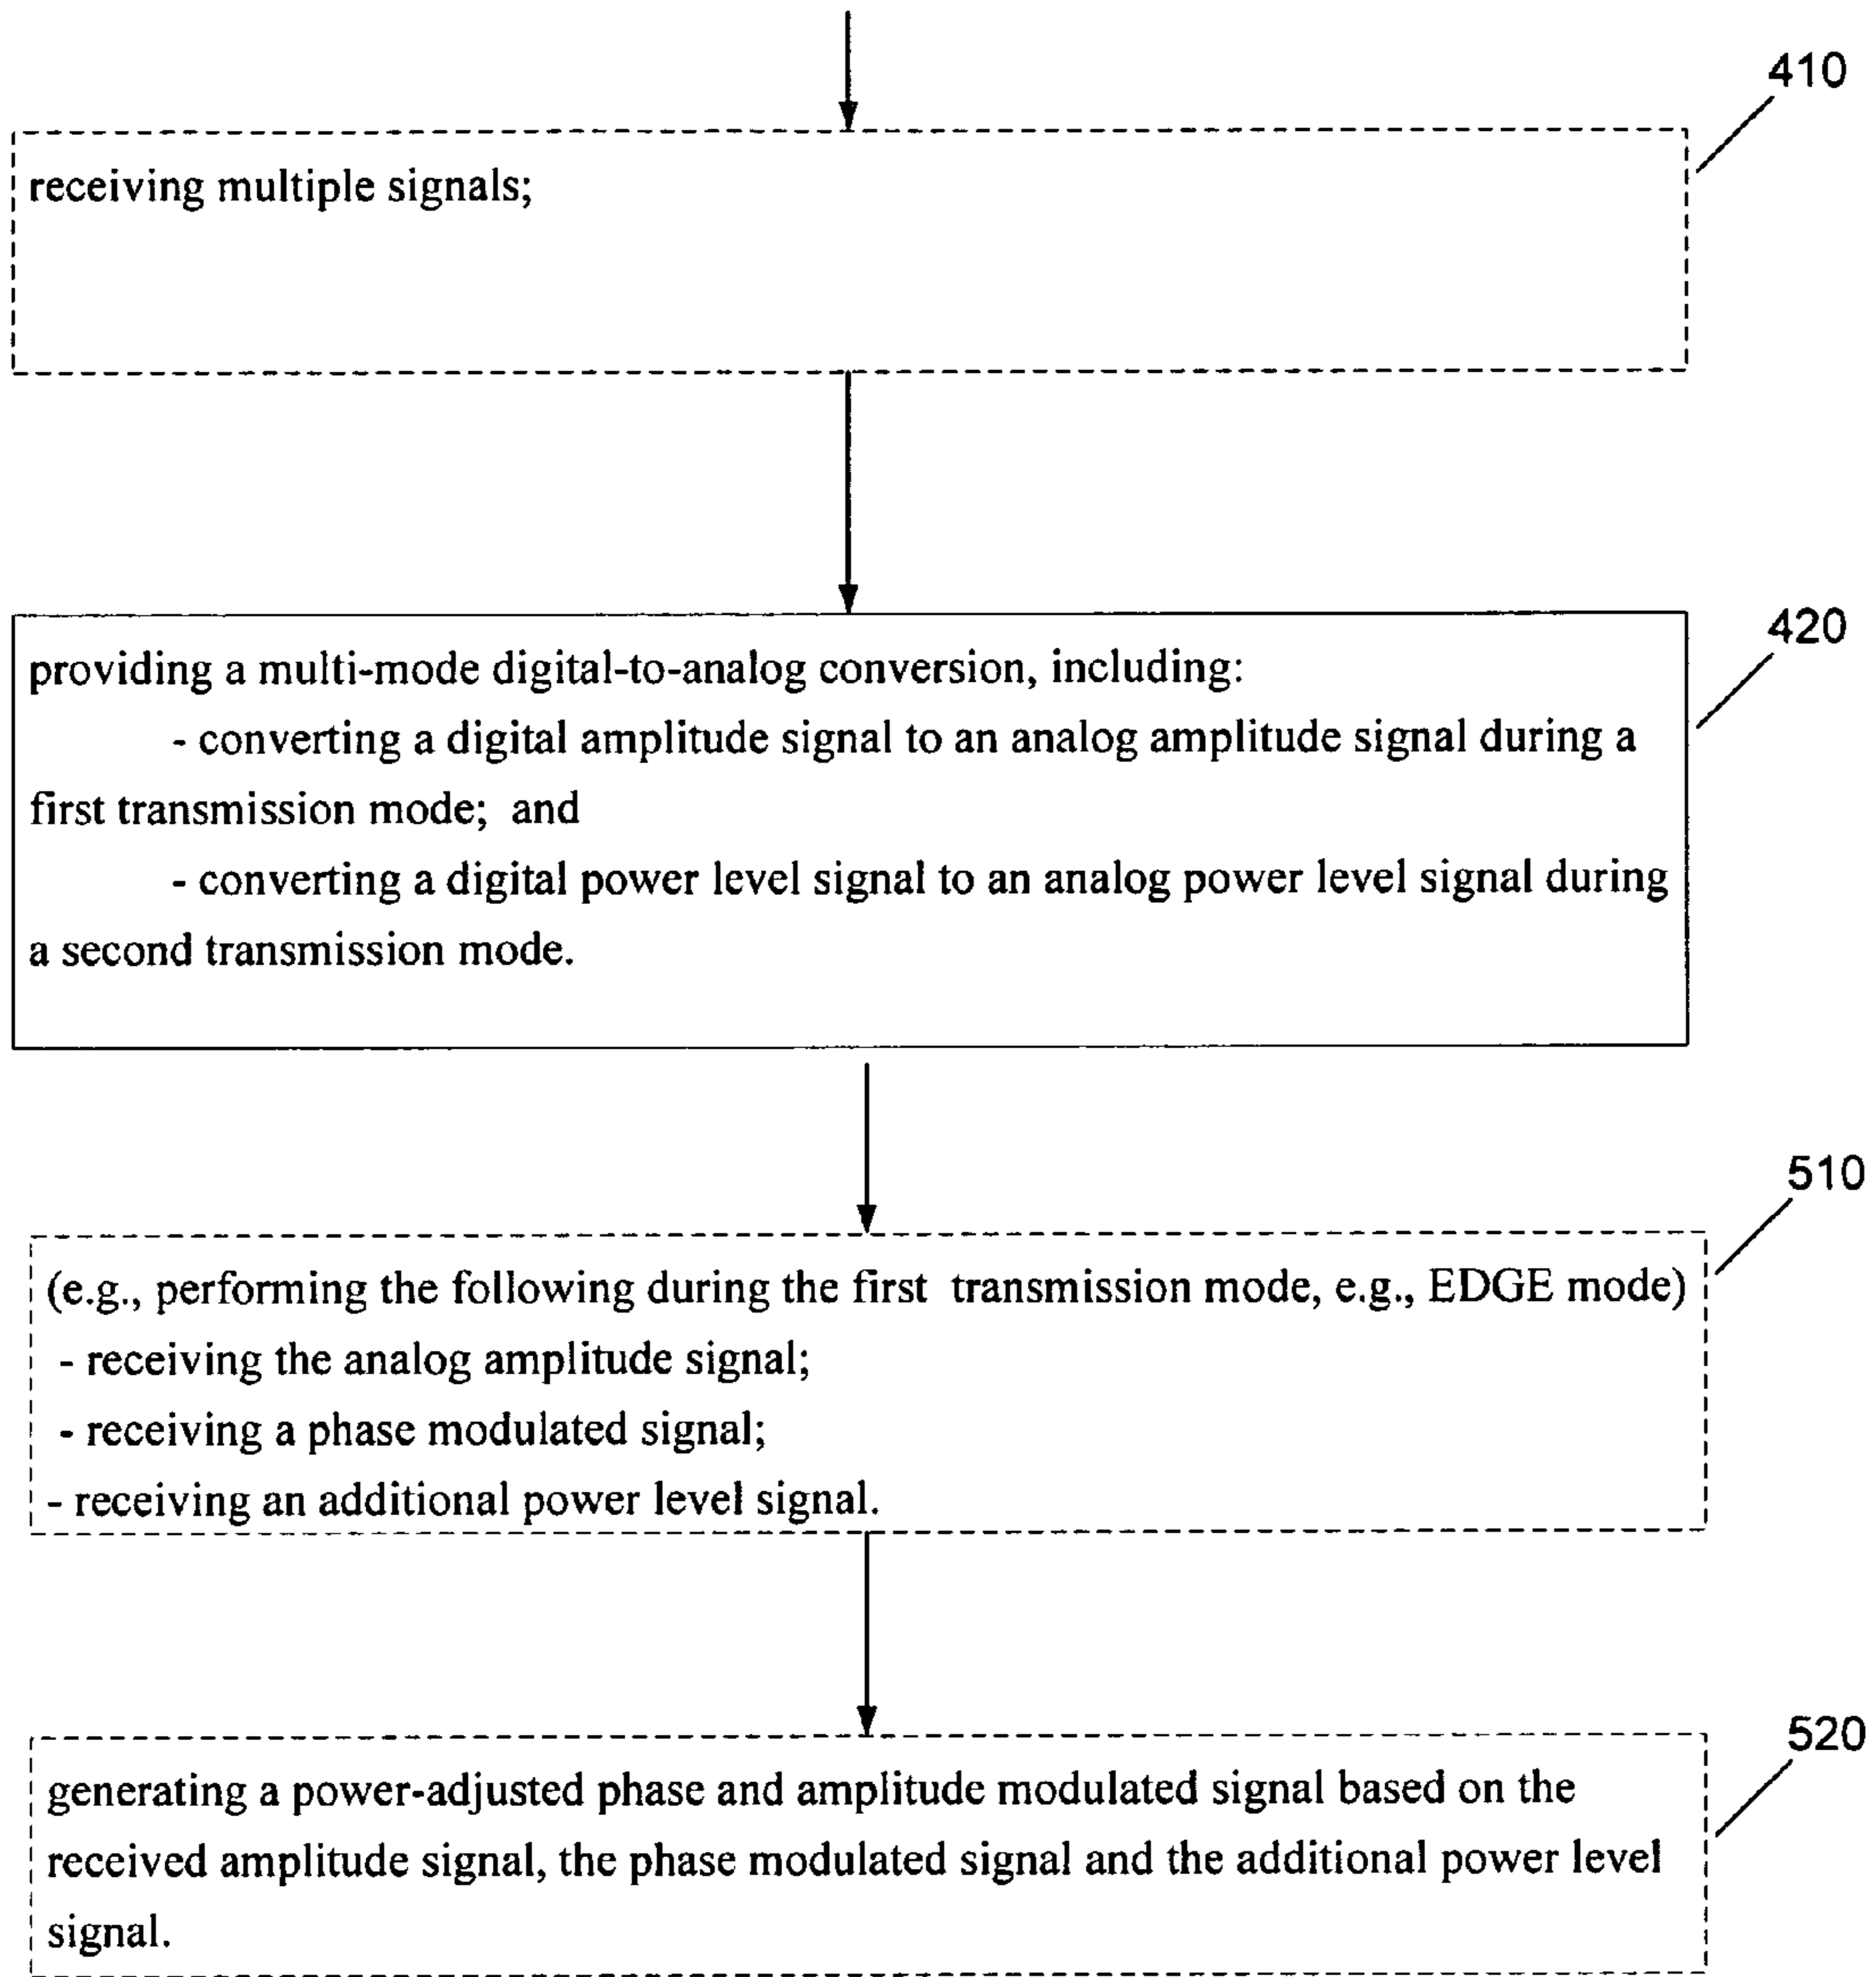 410
receiving multiple signals;
420
providing a multi-mode digital-to-analog conversion, including:
- converting a digital amplitude signal to an analog amplitude signal during a
first transmission mode; and
- converting a digital power level signal to an analog power level signal during
a second transmission mode.
510
(e.g., performing the following during the first transmission mode, e.g., EDGE mode)
- receiving the analog amplitude signal;
- receiving a phase modulated signal;
- receiving an additional power level signal.
520
generating a power-adjusted phase and amplitude modulated signal based on the
received amplitude signal, the phase modulated signal and the additional power level
signal.